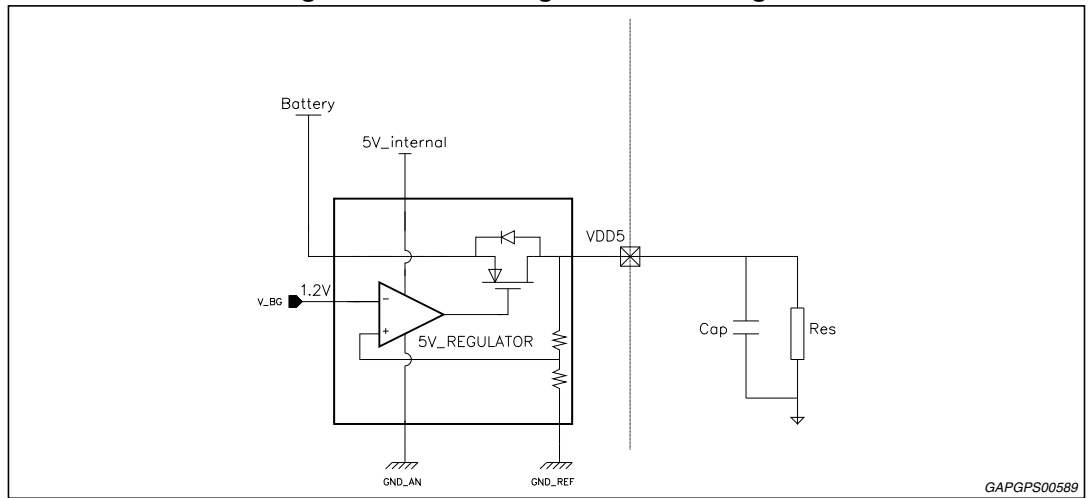 Battery
5V_internal
VDD5
V_BG
1.2V
-
+
5V_REGULATOR
Cap
Res
GND_AN
GND_REF
GAPGPS00589